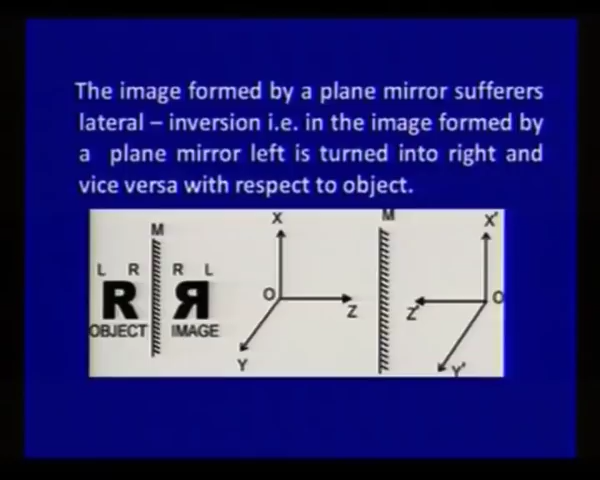 The image formed by a plane mirror sufferers
lateral – inversion i.e. in the image formed by
a plane mirror left is turned into right and
vice versa with respect to object.
M
L R R L
R Я
OBJECT IMAGE
X
O
Z
Y
M
X'
O
Z'
Y'